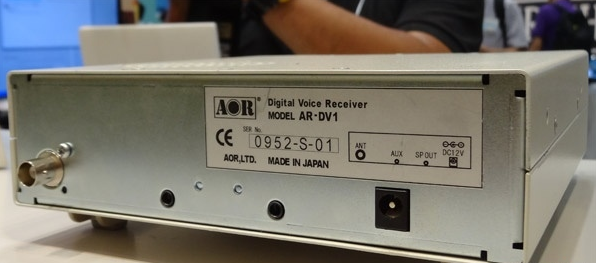 AOR® Digital Voice Receiver
MODEL AR-DV1
CE SER No. 0952-S-01
AOR, LTD. MADE IN JAPAN
ANT
AUX
SP OUT
DC12V